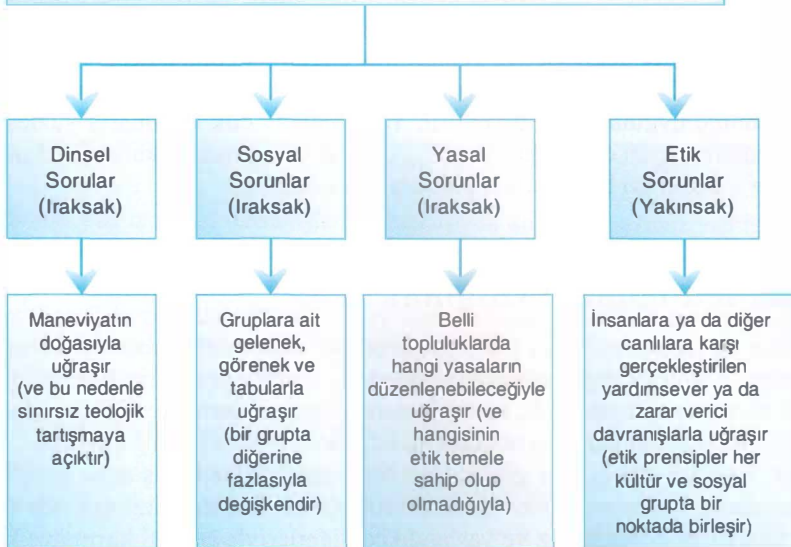 Dinsel
Sorular
(Iraksak)
Sosyal
Sorunlar
(Iraksak)
Yasal
Sorunlar
(Iraksak)
Etik
Sorunlar
(Yakınsak)
Maneviyatın
doğasıyla
uğraşır
(ve bu nedenle
sınırsız teolojik
tartışmaya
açıktır)
Gruplara ait
gelenek,
görenek ve
tabularla
uğraşır
(bir grupta
diğerine
fazlasıyla
değişkendir)
Belli
topluluklarda
hangi yasaların
düzenlenebileceğiyle
uğraşır (ve
hangisinin
etik temele
sahip olup
olmadığıyla)
İnsanlara ya da diğer
canlılara karşı
gerçekleştirilen
yardımsever ya da
zarar verici
davranışlarla uğraşır
(etik prensipler her
kültür ve sosyal
grupta bir
noktada birleşir)